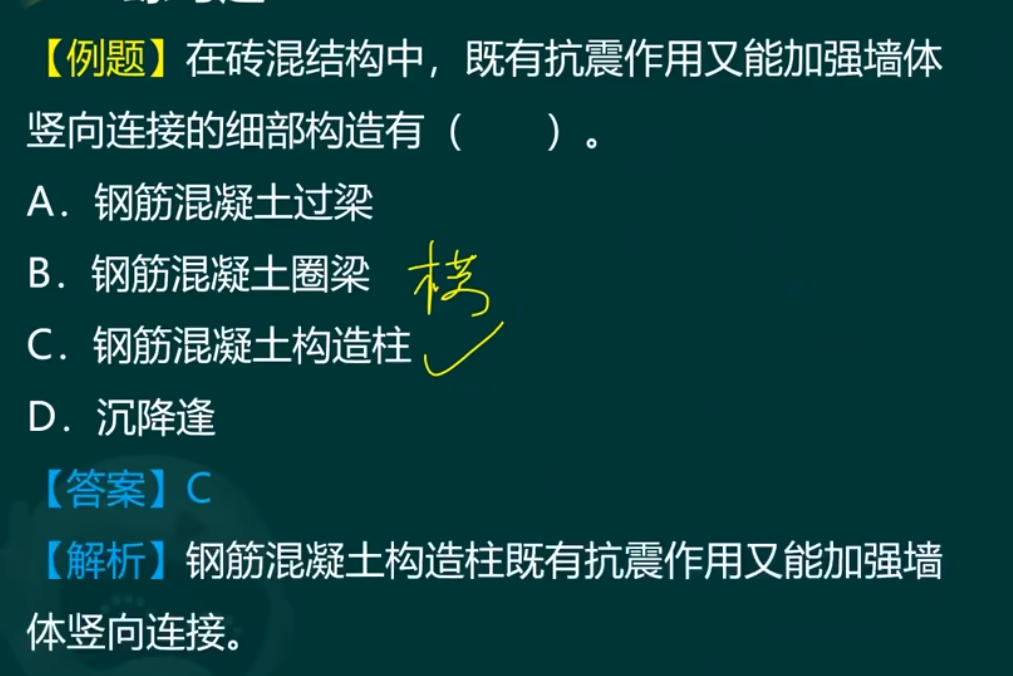 【例题】在砖混结构中，既有抗震作用又能加强墙体
竖向连接的细部构造有（　　）。
A．钢筋混凝土过梁
B．钢筋混凝土圈梁 横
C．钢筋混凝土构造柱
D．沉降逢
【答案】C
【解析】钢筋混凝土构造柱既有抗震作用又能加强墙
体竖向连接。